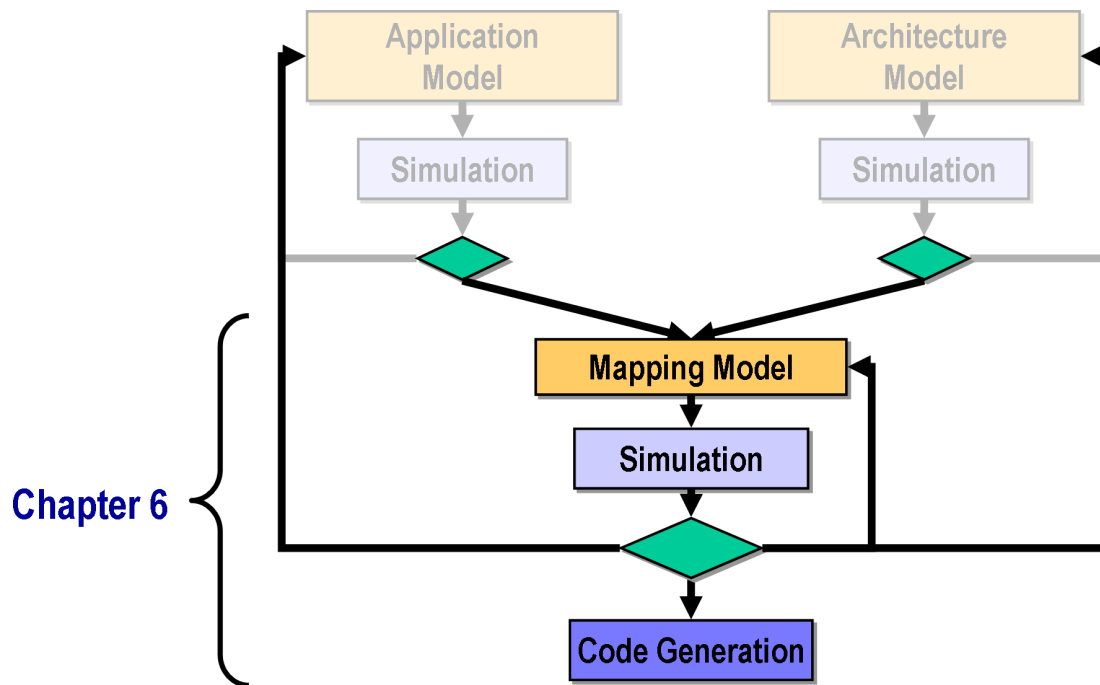 Application
Model
Architecture
Model
Simulation
Simulation
Mapping Model
Simulation
Chapter 6
Code Generation